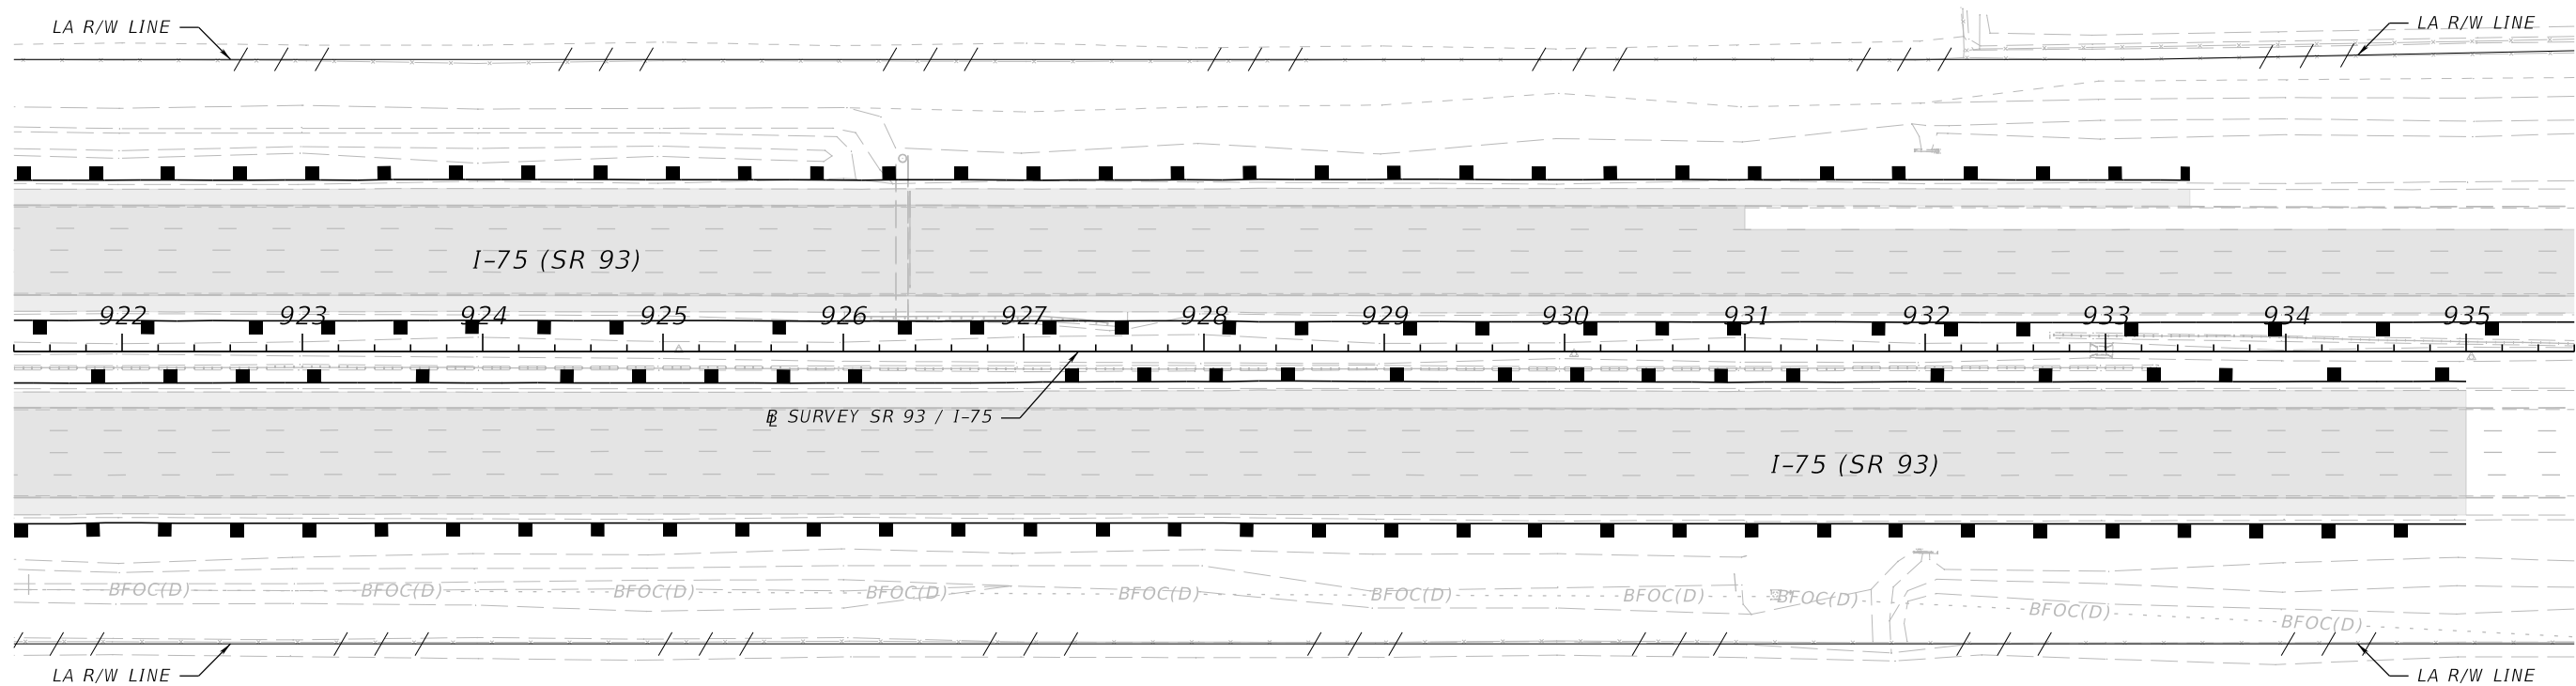 LA R/W LINE
LA R/W LINE
I-75 (SR 93)
922 923 924 925 926 927 928 929 930 931 932 933 934 935
B̲L SURVEY SR 93 / I-75
I-75 (SR 93)
BFOC(D) BFOC(D) BFOC(D) BFOC(D) BFOC(D) BFOC(D) BFOC(D) BFOC(D) BFOC(D) BFOC(D)
LA R/W LINE
LA R/W LINE